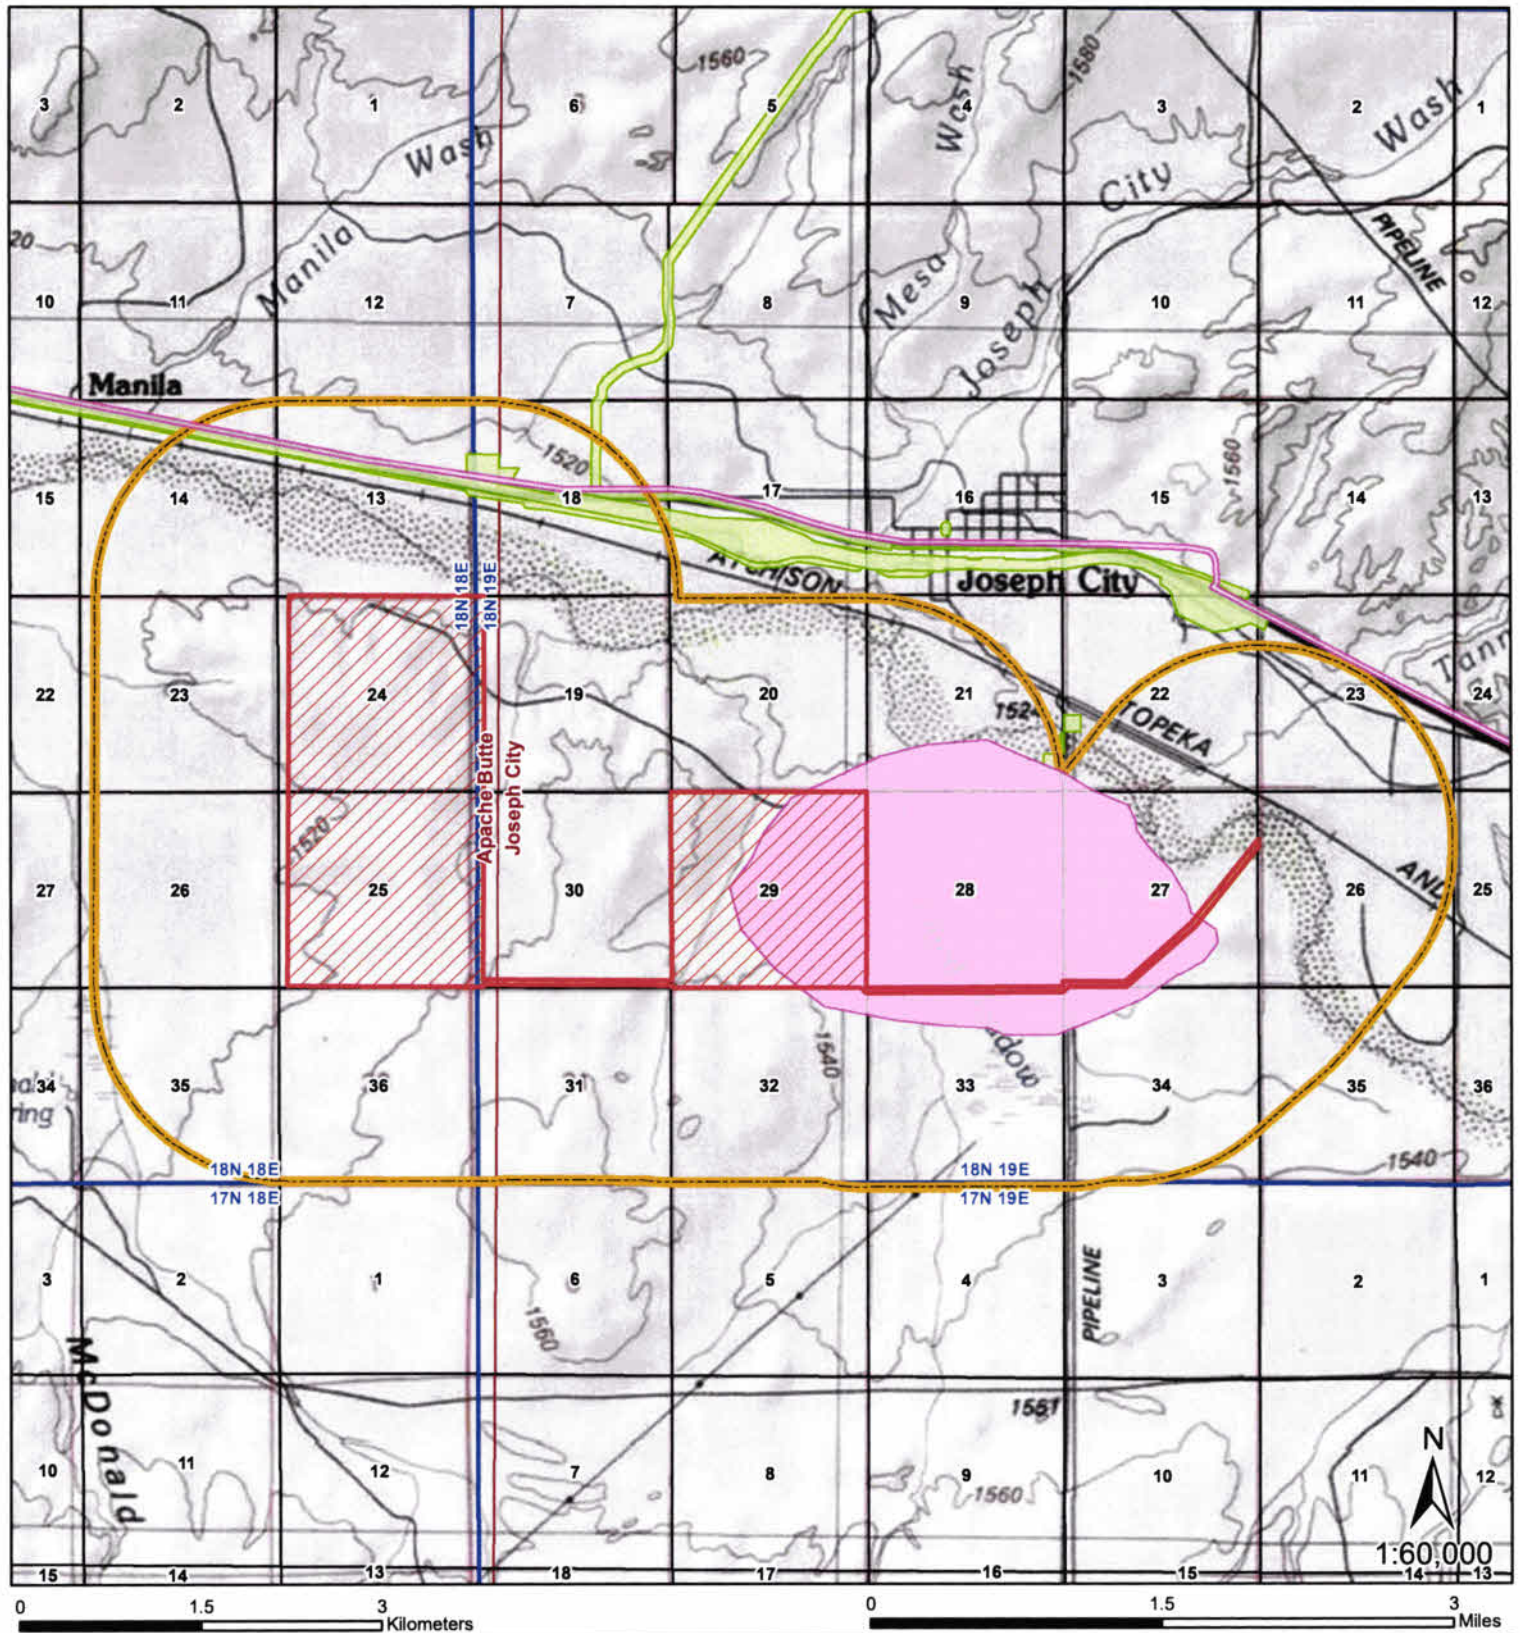 3 2 1 6 5 4 3 2 1
1560
1580
Wash
Wash
Wash
City
20
Manila
Mesa
Joseph
PIPELINE
10 11 12 7 8 9 10 11 12
Manila
1520
1560
15 14 13 18 17 16 15 14 13
ATCHISON
Joseph City
18N 18E
18N 19E
22 23 24 19 20 21 22 23 24
1524
TOPEKA
Apache Butte
Joseph City
1520
27 26 25 30 29 28 27 26 25
AND
1540
34 35 36 31 32 33 34 35 36
ring
1540
18N 18E
17N 18E
18N 19E
17N 19E
3 2 1 6 5 4 3 2 1
PIPELINE
1560
McDonald
1551
10 11 12 7 8 9 10 11 12
1560
N
1:60,000
15 14 13 18 17 16 15 14 13
0 1.5 3 Kilometers
0 1.5 3 Miles